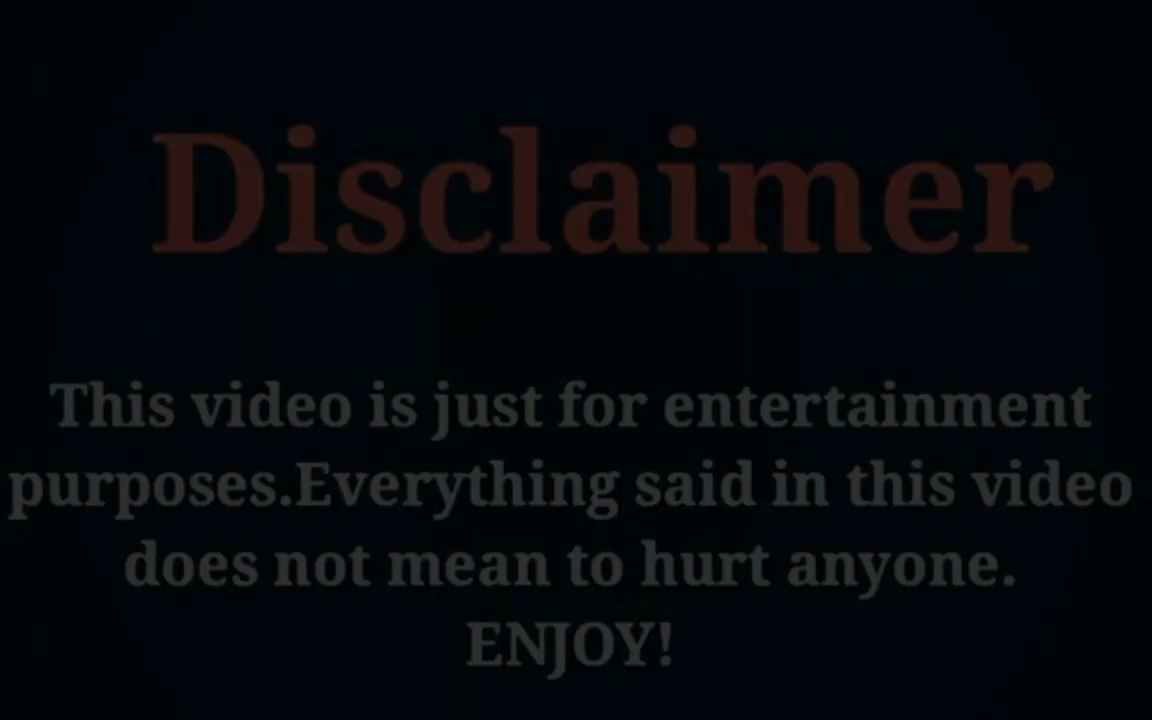 Disclaimer
This video is just for entertainment
purposes.Everything said in this video
does not mean to hurt anyone.
ENJOY!